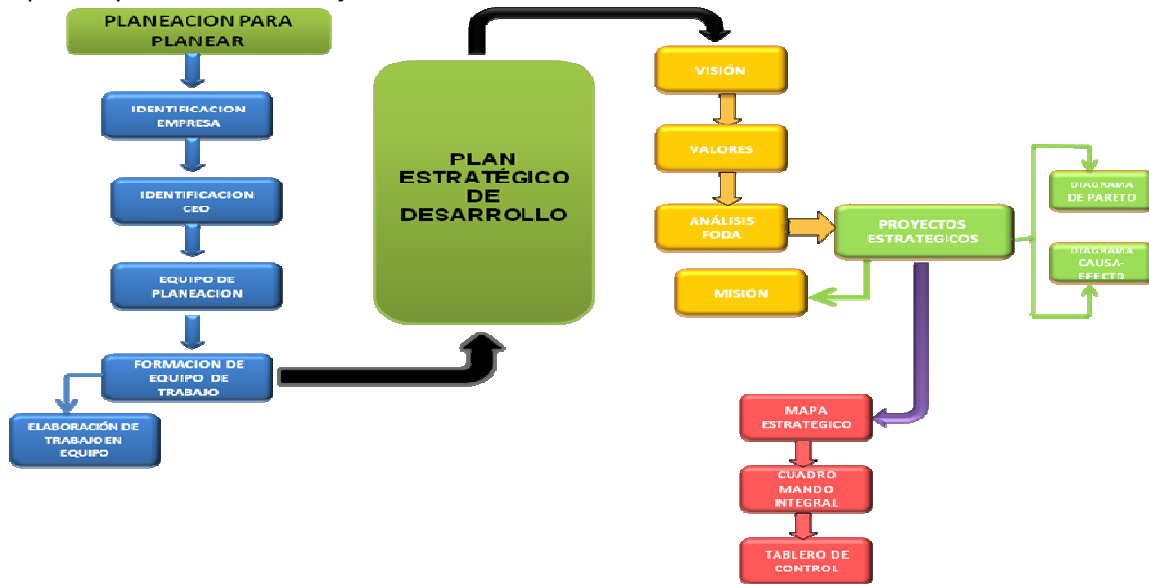 PLANEACION PARA
PLANEAR
IDENTIFICACION
EMPRESA
IDENTIFICACION
CEO
EQUIPO DE
PLANEACION
FORMACION DE
EQUIPO DE
TRABAJO
ELABORACIÓN DE
TRABAJO EN
EQUIPO
PLAN
ESTRATÉGICO
DE
DESARROLLO
VISIÓN
VALORES
ANÁLISIS
FODA
MISIÓN
PROYECTOS
ESTRATEGICOS
DIAGRAMA
DE PARETO
DIAGRAMA
CAUSA-
EFECTO
MAPA
ESTRATEGICO
CUADRO
MANDO
INTEGRAL
TABLERO DE
CONTROL